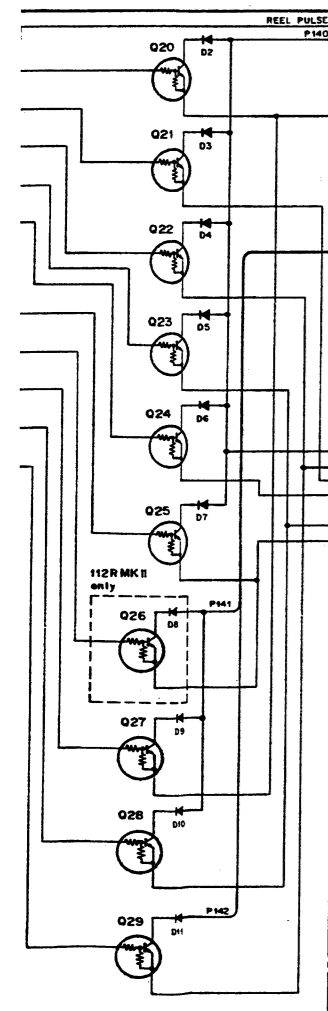 REEL PULSE
P140
Q20
D2
Q21
D3
Q22
D4
Q23
D5
Q24
D6
Q25
D7
112R MK II
only
Q26
P141
D8
Q27
D9
Q28
D10
P142
Q29
D11